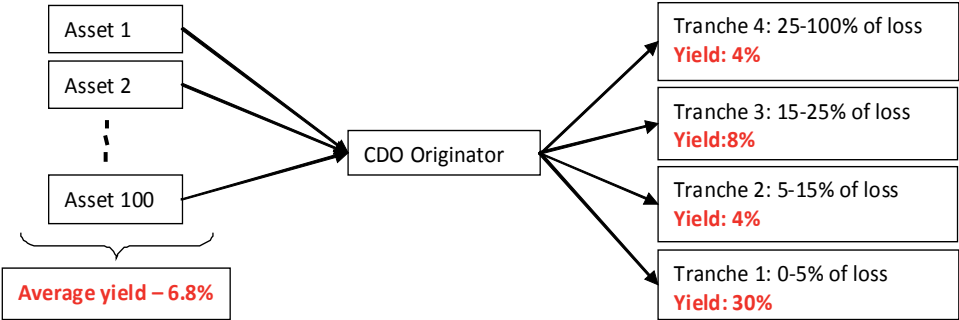 Asset 1
Asset 2
Asset 100
Average yield – 6.8%
CDO Originator
Tranche 4: 25-100% of loss
Yield: 4%
Tranche 3: 15-25% of loss
Yield:8%
Tranche 2: 5-15% of loss
Yield: 4%
Tranche 1: 0-5% of loss
Yield: 30%